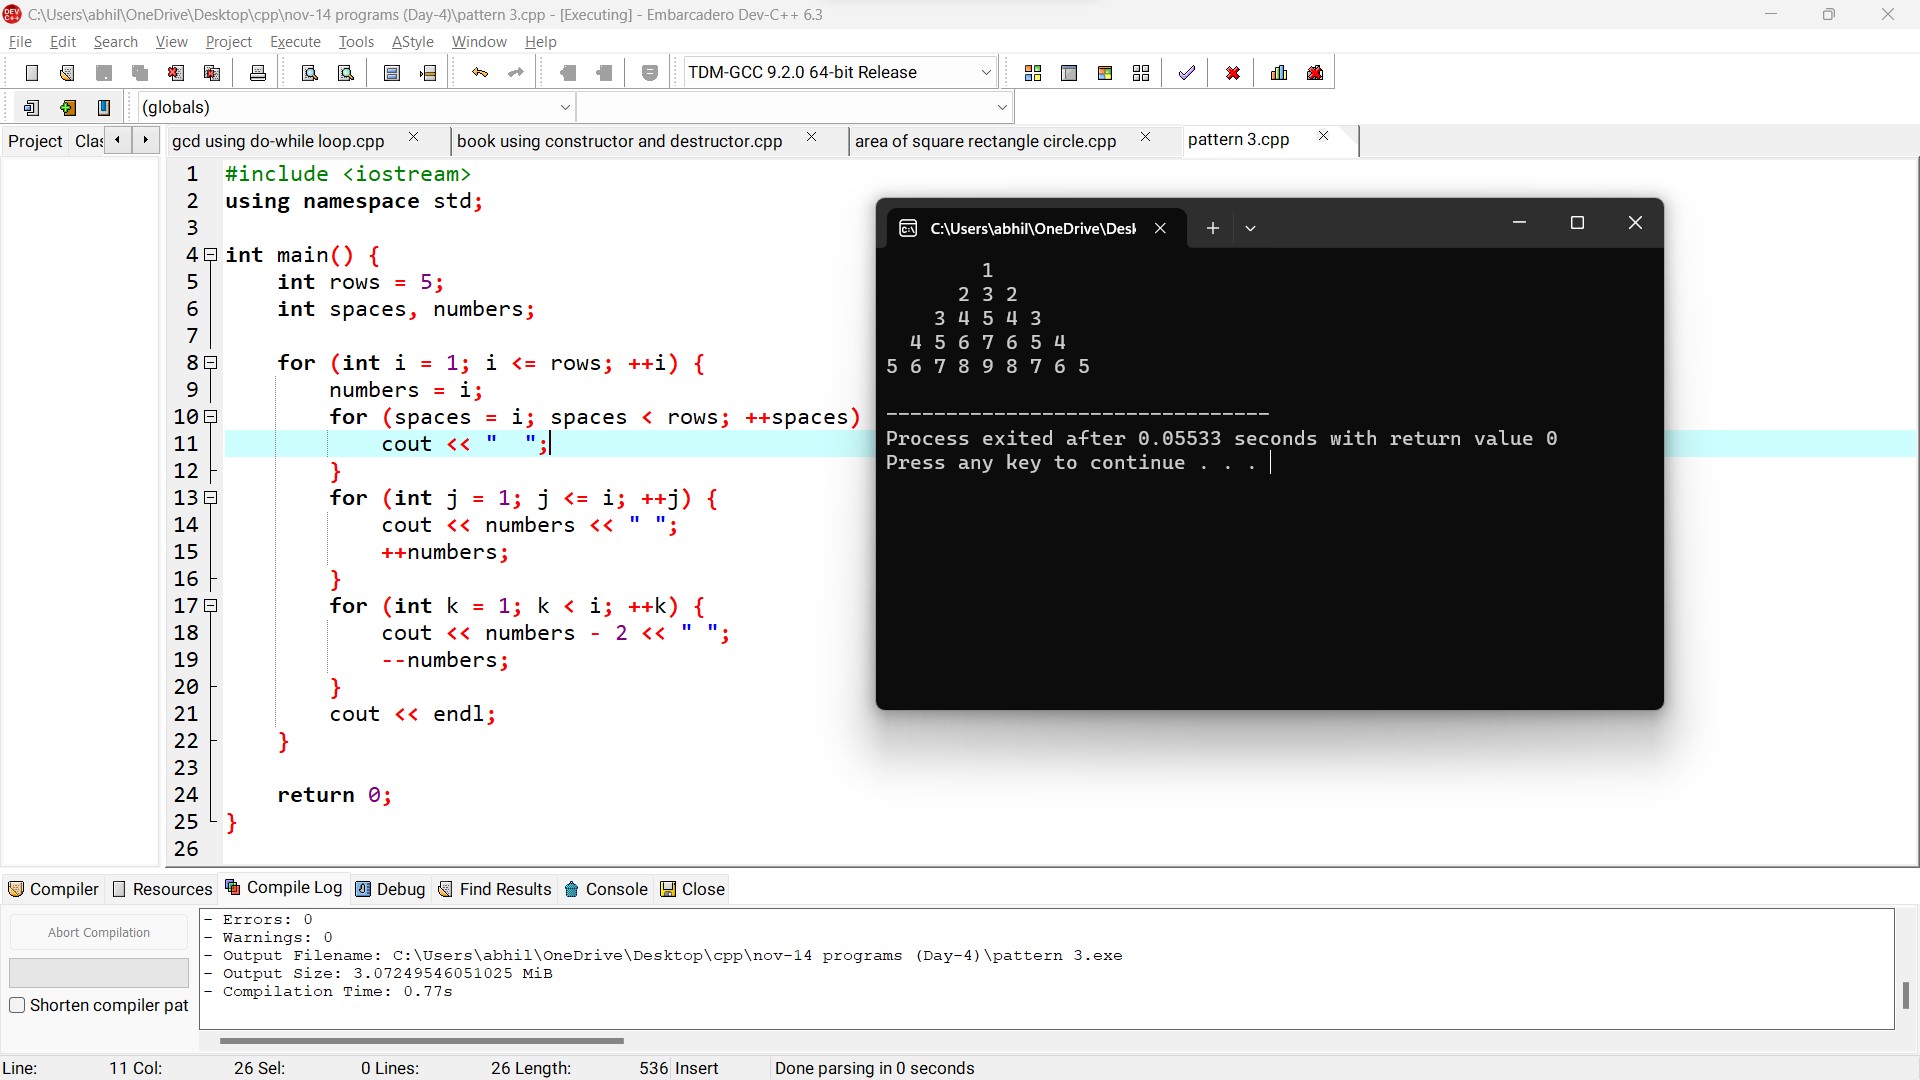 C:\Users\abhil\OneDrive\Desktop\cpp\nov-14 programs (Day-4)\pattern 3.cpp - [Executing] - Embarcadero Dev-C++ 6.3
File Edit Search View Project Execute Tools AStyle Window Help
TDM-GCC 9.2.0 64-bit Release
(globals)
Project Clas gcd using do-while loop.cpp book using constructor and destructor.cpp area of square rectangle circle.cpp pattern 3.cpp
1 #include <iostream>
2 using namespace std;
3
4 int main() {
5     int rows = 5;
6     int spaces, numbers;
7
8     for (int i = 1; i <= rows; ++i) {
9         numbers = i;
10         for (spaces = i; spaces < rows; ++spaces)
11             cout << "  ";
12         }
13         for (int j = 1; j <= i; ++j) {
14             cout << numbers << " ";
15             ++numbers;
16         }
17         for (int k = 1; k < i; ++k) {
18             cout << numbers - 2 << " ";
19             --numbers;
20         }
21         cout << endl;
22     }
23
24     return 0;
25 }
26
C:\Users\abhil\OneDrive\Desk
        1
      2 3 2
    3 4 5 4 3
  4 5 6 7 6 5 4
5 6 7 8 9 8 7 6 5
--------------------------------
Process exited after 0.05533 seconds with return value 0
Press any key to continue . . .
Compiler Resources Compile Log Debug Find Results Console Close
Abort Compilation
Shorten compiler pat
- Errors: 0
- Warnings: 0
- Output Filename: C:\Users\abhil\OneDrive\Desktop\cpp\nov-14 programs (Day-4)\pattern 3.exe
- Output Size: 3.07249546051025 MiB
- Compilation Time: 0.77s
Line: 11 Col: 26 Sel: 0 Lines: 26 Length: 536 Insert Done parsing in 0 seconds